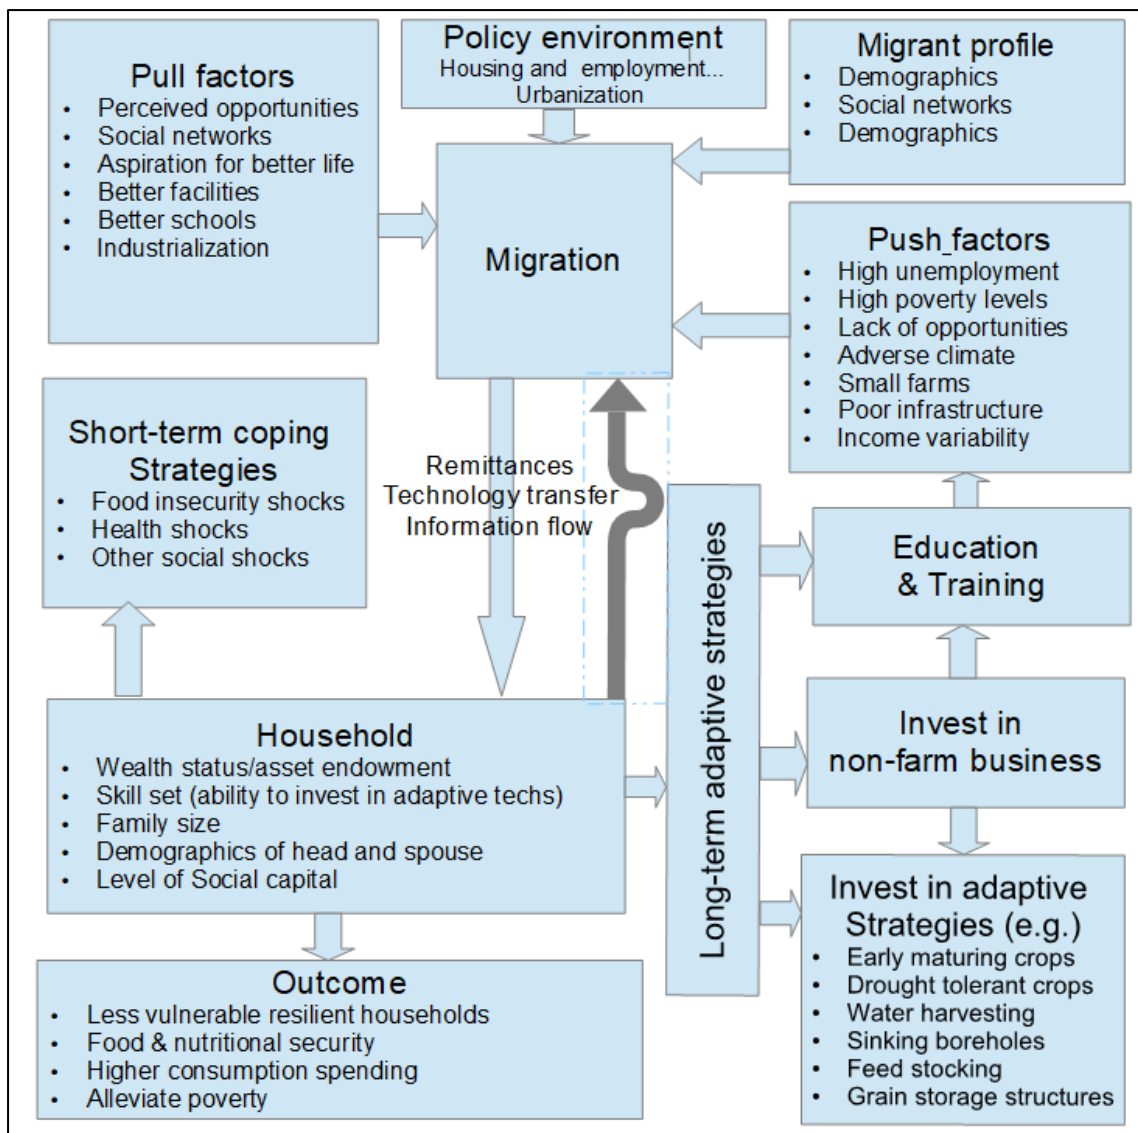 Pull factors
• Perceived opportunities
• Social networks
• Aspiration for better life
• Better facilities
• Better schools
• Industrialization
Policy environment
Housing and employment...
Urbanization
Migrant profile
• Demographics
• Social networks
• Demographics
Migration
Push_factors
• High unemployment
• High poverty levels
• Lack of opportunities
• Adverse climate
• Small farms
• Poor infrastructure
• Income variability
Short-term coping
Strategies
• Food insecurity shocks
• Health shocks
• Other social shocks
Remittances
Technology transfer
Information flow
Long-term adaptive strategies
Education
& Training
Household
• Wealth status/asset endowment
• Skill set (ability to invest in adaptive techs)
• Family size
• Demographics of head and spouse
• Level of Social capital
Invest in
non-farm business
Outcome
• Less vulnerable resilient households
• Food & nutritional security
• Higher consumption spending
• Alleviate poverty
Invest in adaptive
Strategies (e.g.)
• Early maturing crops
• Drought tolerant crops
• Water harvesting
• Sinking boreholes
• Feed stocking
• Grain storage structures